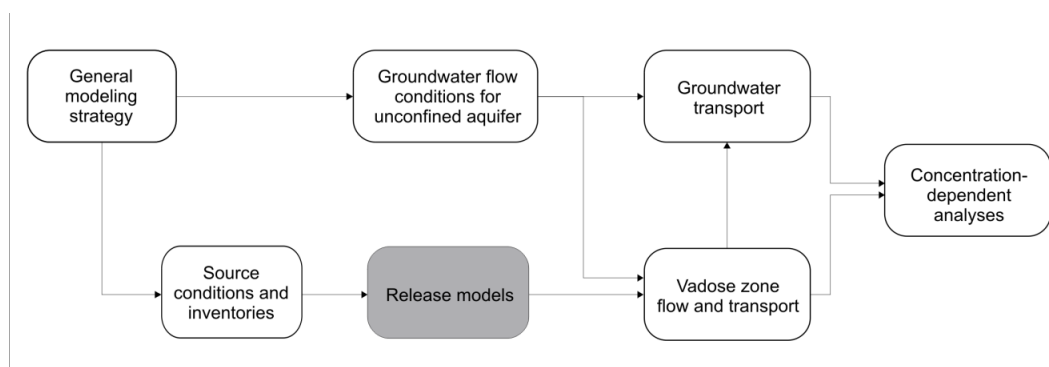 General
modeling
strategy
Groundwater flow
conditions for
unconfined aquifer
Groundwater
transport
Concentration-
dependent
analyses
Source
conditions and
inventories
Release models
Vadose zone
flow and transport